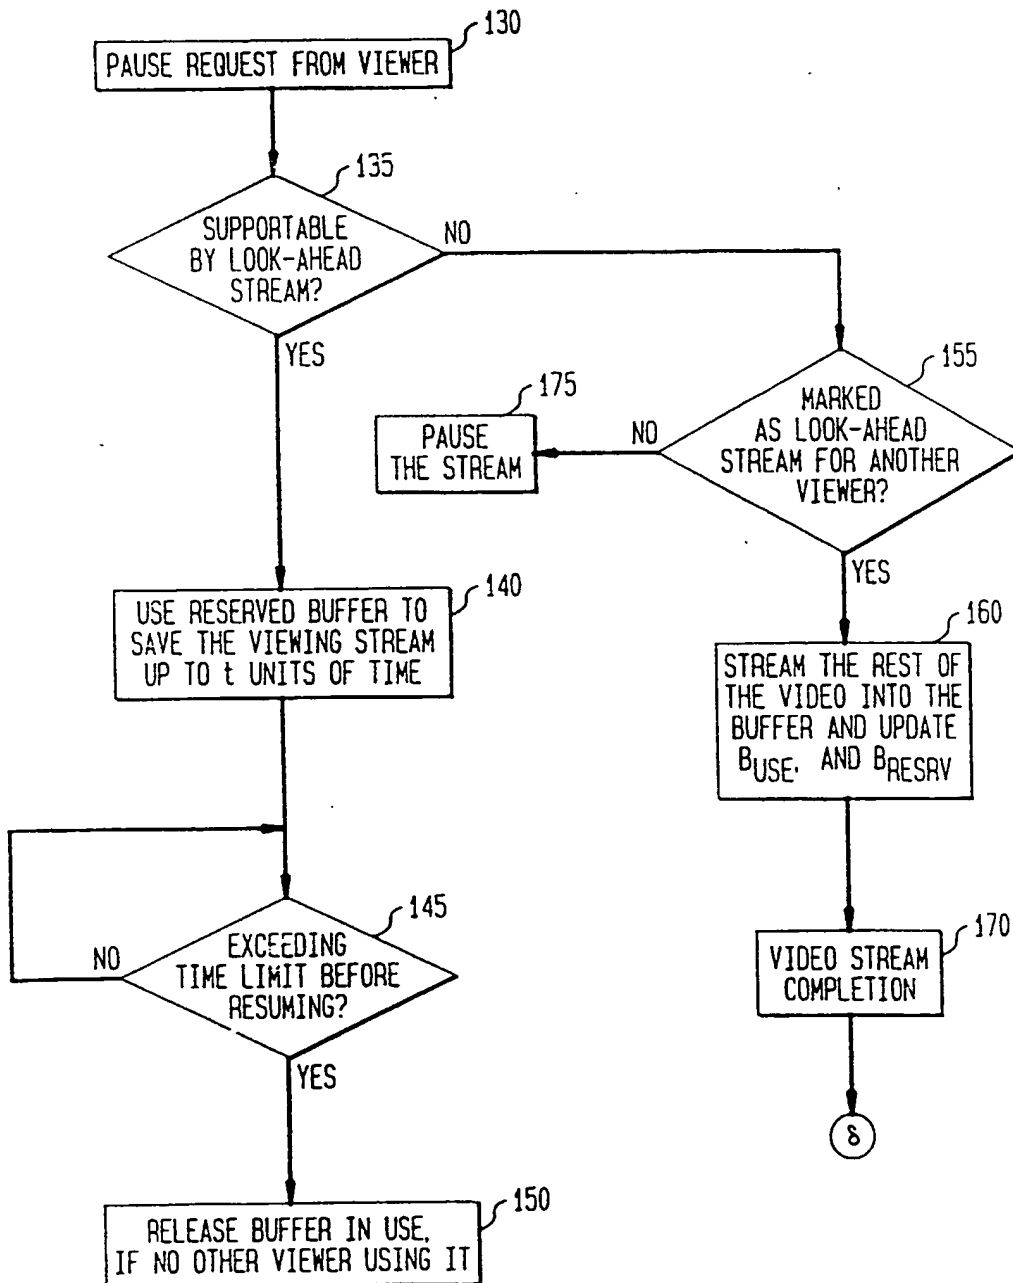 130
PAUSE REQUEST FROM VIEWER
135
SUPPORTABLE
BY LOOK-AHEAD
STREAM?
NO
YES
155
MARKED
AS LOOK-AHEAD
STREAM FOR ANOTHER
VIEWER?
NO
YES
175
PAUSE
THE STREAM
140
USE RESERVED BUFFER TO
SAVE THE VIEWING STREAM
UP TO t UNITS OF TIME
160
STREAM THE REST OF
THE VIDEO INTO THE
BUFFER AND UPDATE
BUSE. AND BRESRV
145
EXCEEDING
TIME LIMIT BEFORE
RESUMING?
NO
YES
170
VIDEO STREAM
COMPLETION
δ
150
RELEASE BUFFER IN USE,
IF NO OTHER VIEWER USING IT